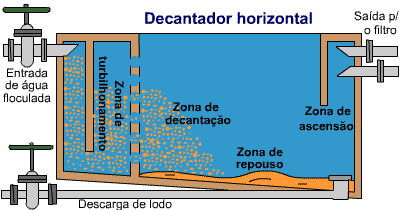 Decantador horizontal
Saída p/
o filtro
Entrada
de água
floculada
Zona de
turbilhonamento
Zona de
decantação
Zona de
ascensão
Zona de
repouso
Descarga de lodo